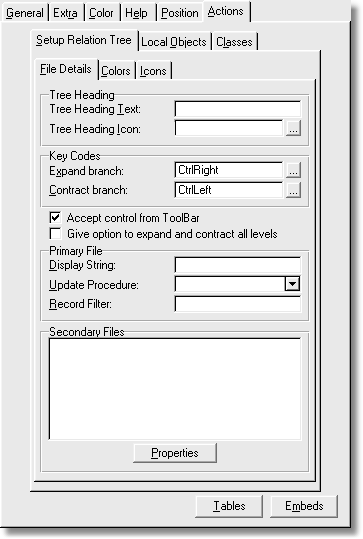 General Extra Color Help Position Actions
Setup Relation Tree Local Objects Classes
File Details Colors Icons
Tree Heading
Tree Heading Text:
Tree Heading Icon: ...
Key Codes
Expand branch: CtrlRight ...
Contract branch: CtrlLeft ...
Accept control from ToolBar
Give option to expand and contract all levels
Primary File
Display String:
Update Procedure:
Record Filter:
Secondary Files
Properties
Tables Embeds